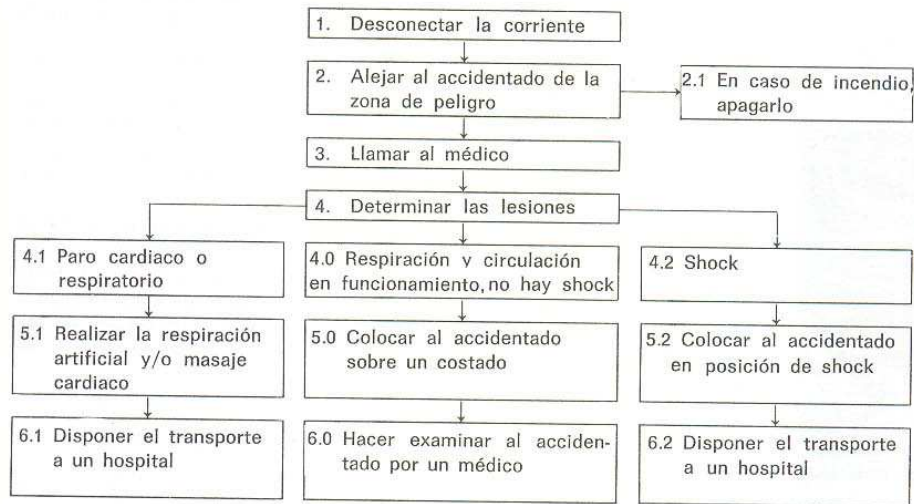 1. Desconectar la corriente
2. Alejar al accidentado de la
zona de peligro
2.1 En caso de incendio,
apagarlo
3. Llamar al médico
4. Determinar las lesiones
4.1 Paro cardiaco o
respiratorio
4.0 Respiración y circulación
en funcionamiento, no hay shock
4.2 Shock
5.1 Realizar la respiración
artificial y/o masaje
cardiaco
5.0 Colocar al accidentado
sobre un costado
5.2 Colocar al accidentado
en posición de shock
6.1 Disponer el transporte
a un hospital
6.0 Hacer examinar al acciden-
tado por un médico
6.2 Disponer el transporte
a un hospital